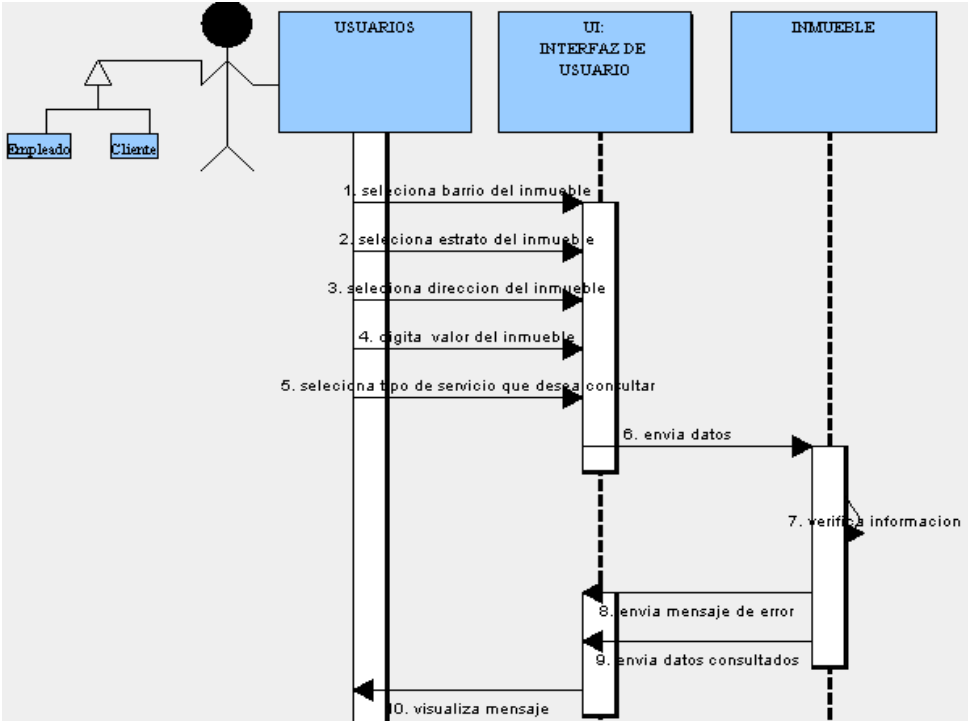 USUARIOS
UI:
INTERFAZ DE
USUARIO
INMUEBLE
Empleado
Cliente
1. seleciona barrio del inmueble
2. seleciona estrato del inmueble
3. seleciona direccion del inmueble
4. digita valor del inmueble
5. seleciona tipo de servicio que desea consultar
6. envia datos
7. verifica informacion
8. envia mensaje de error
9. envia datos consultados
10. visualiza mensaje